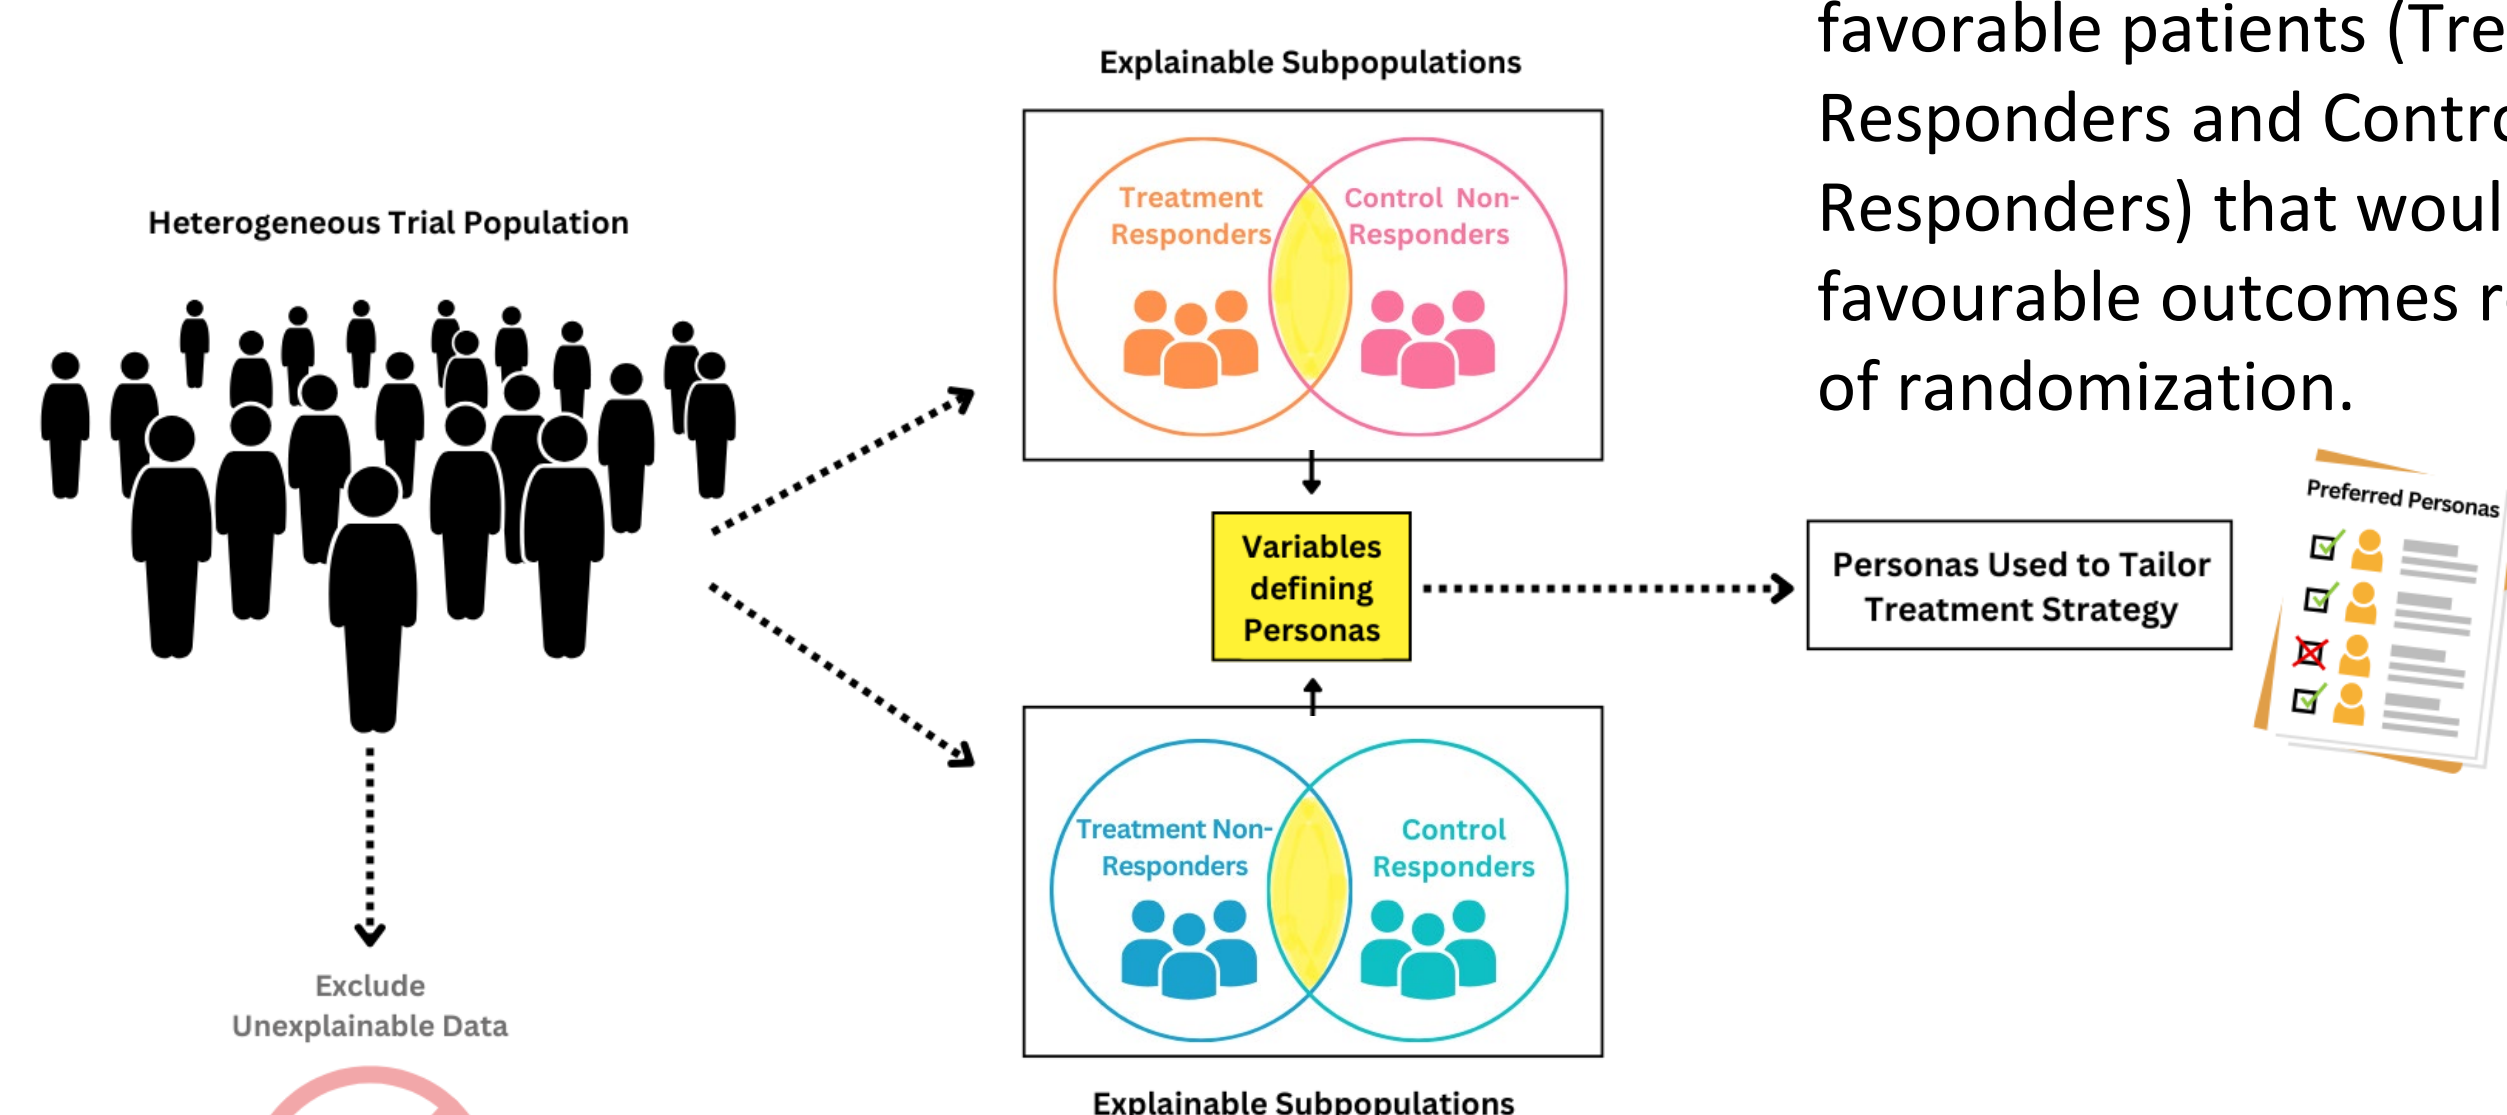 favorable patients (Tre
Responders and Contro
Responders) that woul
favourable outcomes r
of randomization.
Explainable Subpopulations
Treatment
Responders
Control Non-
Responders
Heterogeneous Trial Population
Variables
defining
Personas
Personas Used to Tailor
Treatment Strategy
Preferred Personas
Treatment Non-
Responders
Control
Responders
Exclude
Unexplainable Data
Explainable Subpopulations